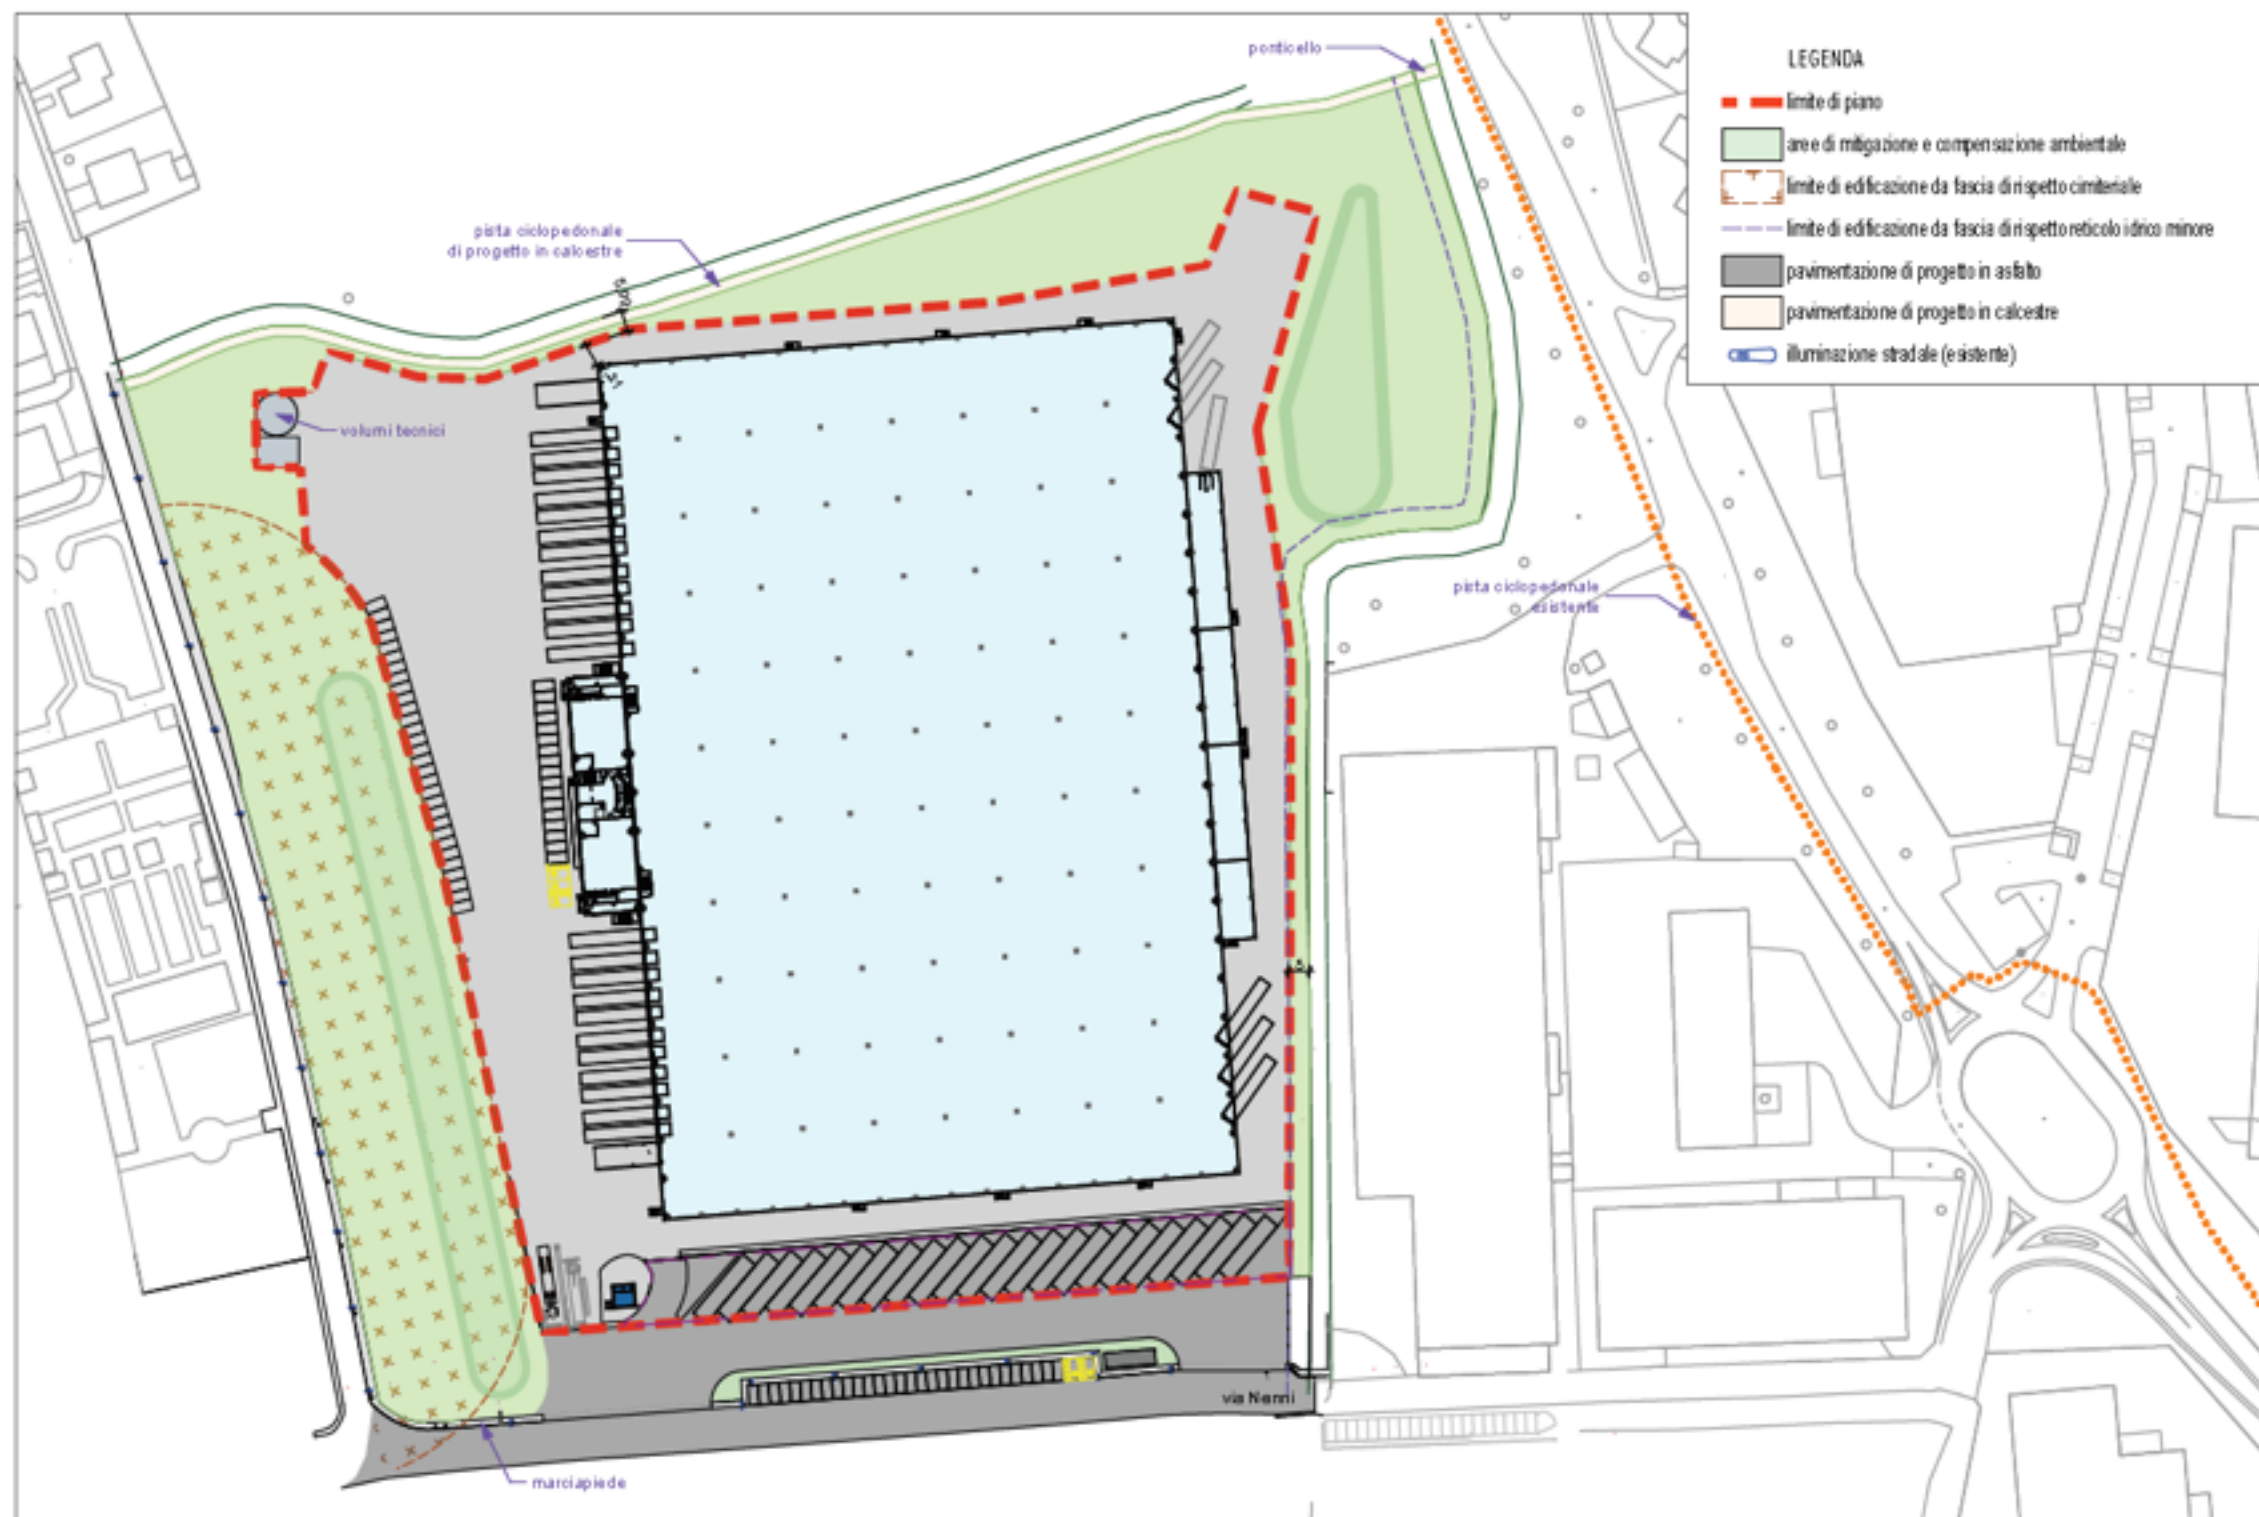 ponticello
LEGENDA
limite di piano
aree di mitigazione e compensazione ambientale
limite di edificazione da fascia di rispetto cimiteriale
limite di edificazione da fascia di rispetto reticolo idrico minore
pavimentazione di progetto in asfalto
pavimentazione di progetto in calcestre
illuminazione stradale (esistente)
pista ciclopedonale
di progetto in calcestre
volumi tecnici
pista ciclopedonale
esistente
via Nenni
marciapiede